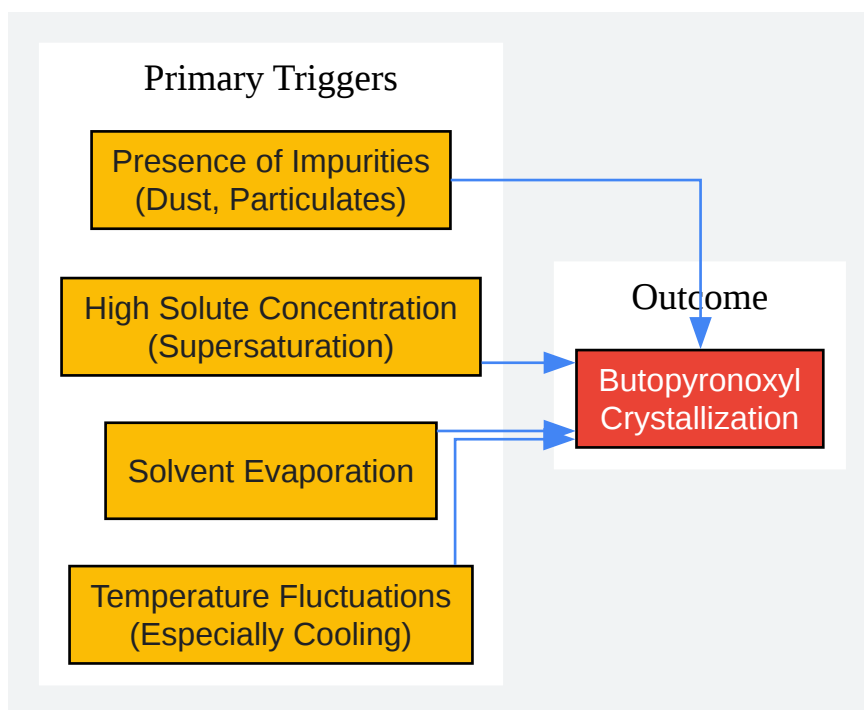 Primary Triggers
Presence of Impurities
(Dust, Particulates)
High Solute Concentration
(Supersaturation)
Solvent Evaporation
Temperature Fluctuations
(Especially Cooling)
Outcome
Butopyronoxyl
Crystallization